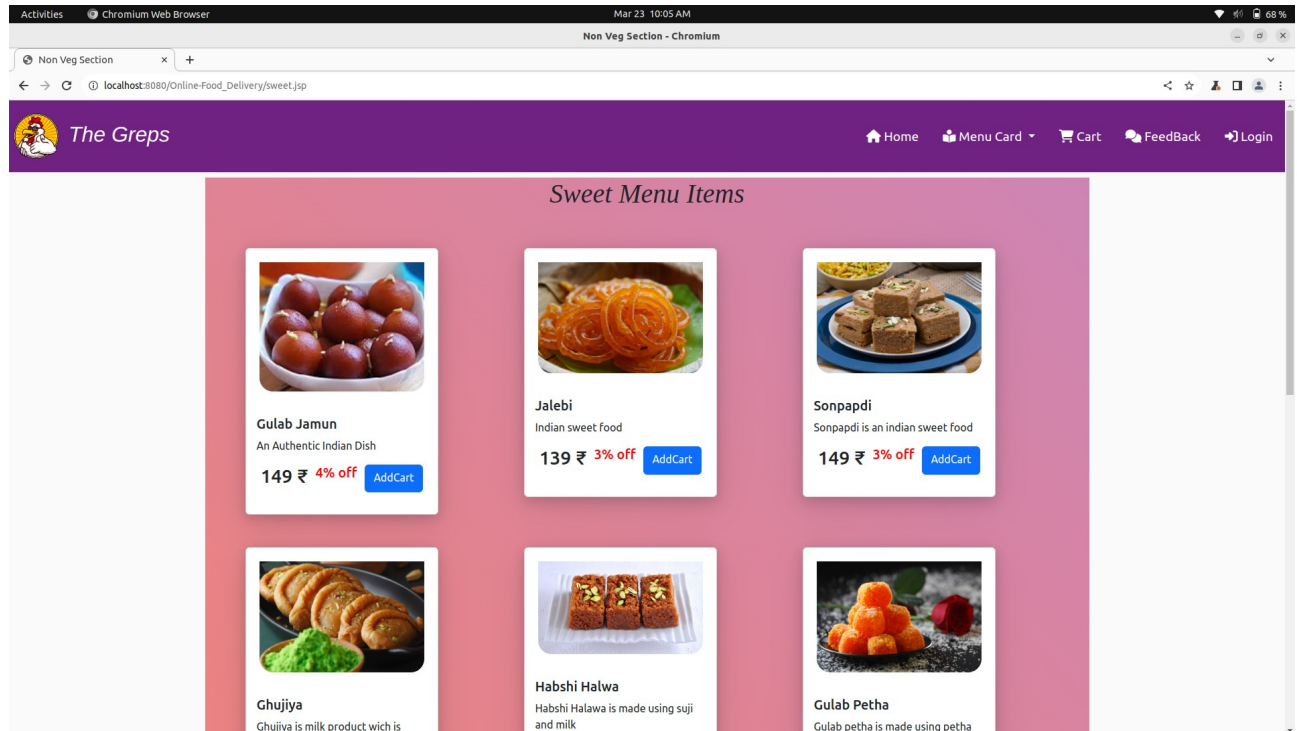 Activities Chromium Web Browser Mar 23 10:05 AM 68 %
Non Veg Section - Chromium
Non Veg Section
localhost:8080/Online-Food_Delivery/sweet.jsp
The Greps Home Menu Card Cart FeedBack Login
Sweet Menu Items
Gulab Jamun
An Authentic Indian Dish
149 ₹ 4% off AddCart
Jalebi
Indian sweet food
139 ₹ 3% off AddCart
Sonpapdi
Sonpapdi is an indian sweet food
149 ₹ 3% off AddCart
Ghujiya
Ghujiya is milk product wich is
Habshi Halwa
Habshi Halawa is made using suji
and milk
Gulab Petha
Gulab petha is made using petha